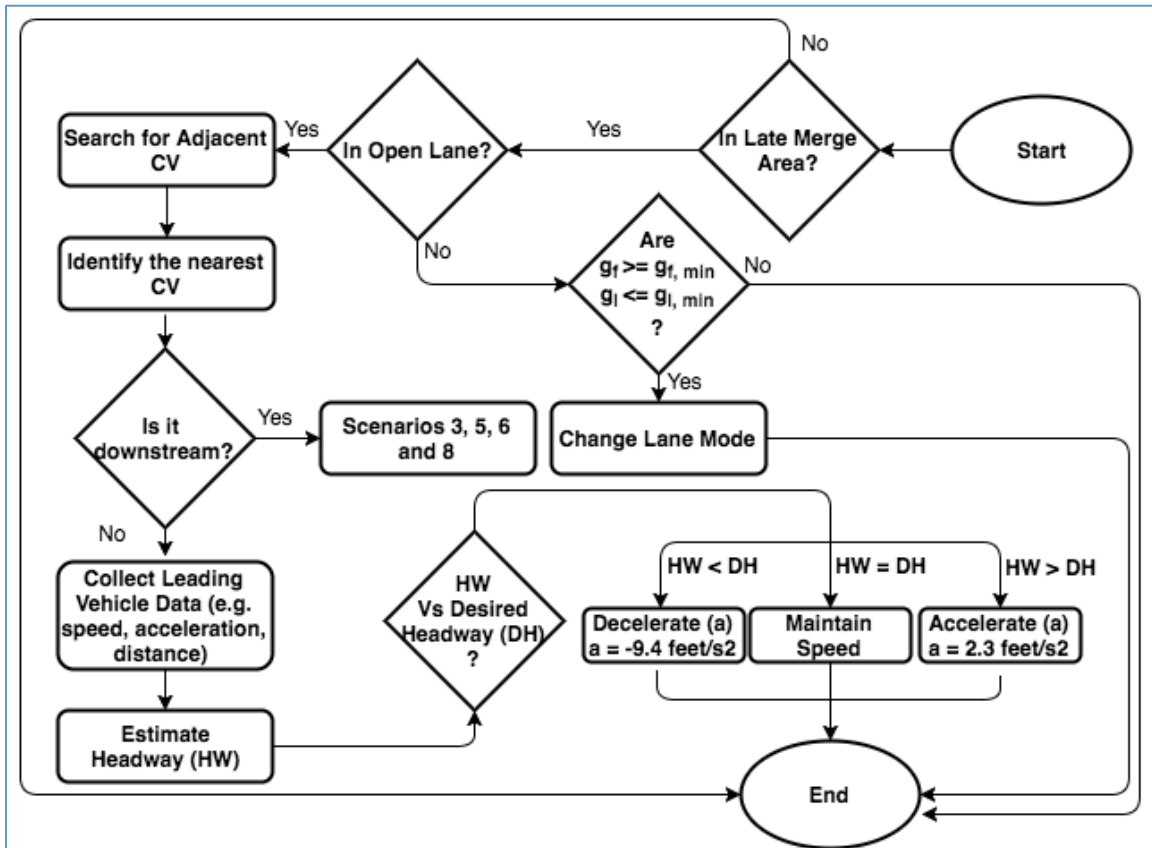 No
Start
In Late Merge
Area?
Yes
In Open Lane?
Yes
Search for Adjacent
CV
Identify the nearest
CV
No
Are
gf >= gf, min
gl <= gl, min
?
No
Yes
Change Lane Mode
Is it
downstream?
Yes
Scenarios 3, 5, 6
and 8
No
Collect Leading
Vehicle Data (e.g.
speed, acceleration,
distance)
Estimate
Headway (HW)
HW
Vs Desired
Headway (DH)
?
HW < DH
HW = DH
HW > DH
Decelerate (a)
a = -9.4 feet/s2
Maintain
Speed
Accelerate (a)
a = 2.3 feet/s2
End